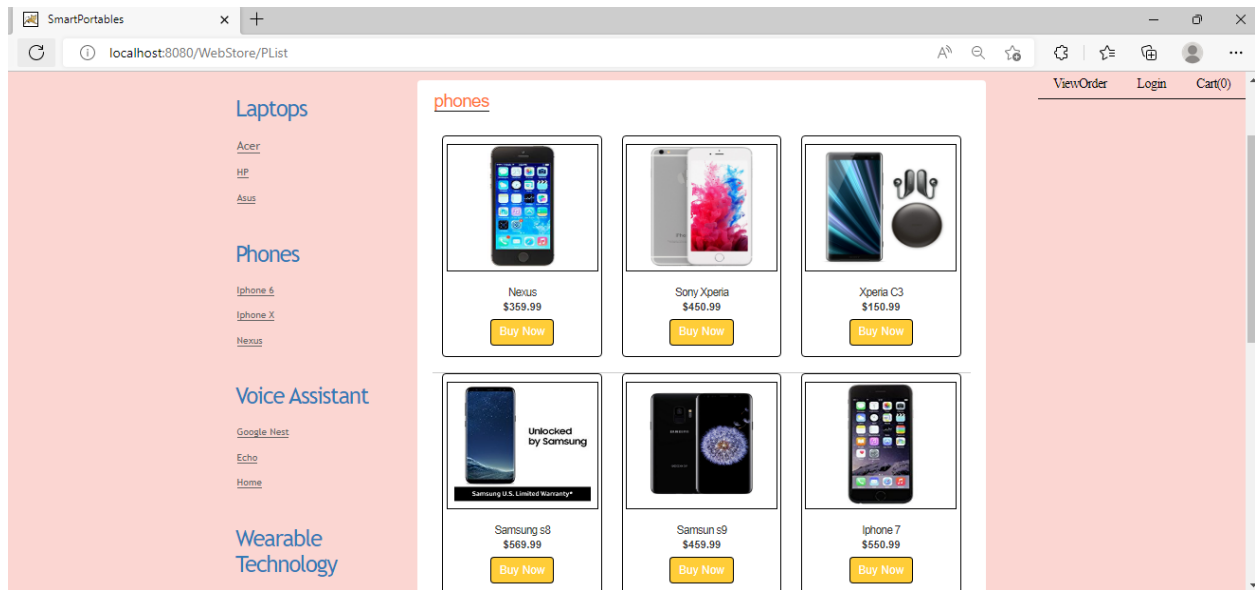 SmartPortables
localhost:8080/WebStore/PList
ViewOrder Login Cart(0)
Laptops
Acer
HP
Asus
Phones
Iphone 6
Iphone X
Nexus
Voice Assistant
Google Nest
Echo
Home
Wearable
Technology
phones
Nexus
$359.99
Buy Now
Sony Xperia
$450.99
Buy Now
Xperia C3
$150.99
Buy Now
Unlocked
by Samsung
Samsung U.S. Limited Warranty*
Samsung s8
$569.99
Buy Now
Samsun s9
$459.99
Buy Now
Iphone 7
$550.99
Buy Now